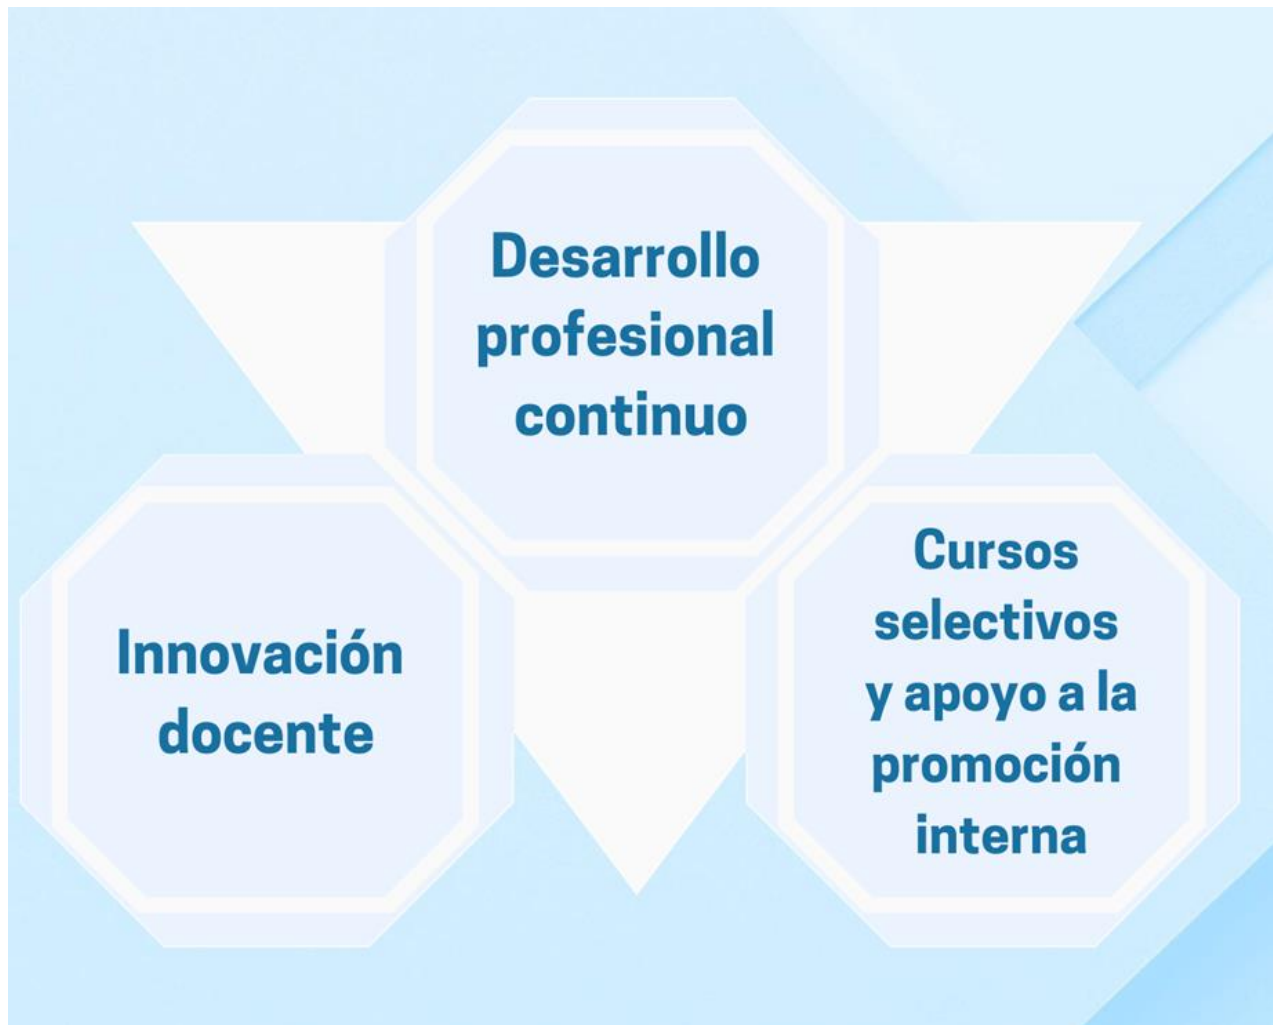 Desarrollo
profesional
continuo
Innovación
docente
Cursos
selectivos
y apoyo a la
promoción
interna